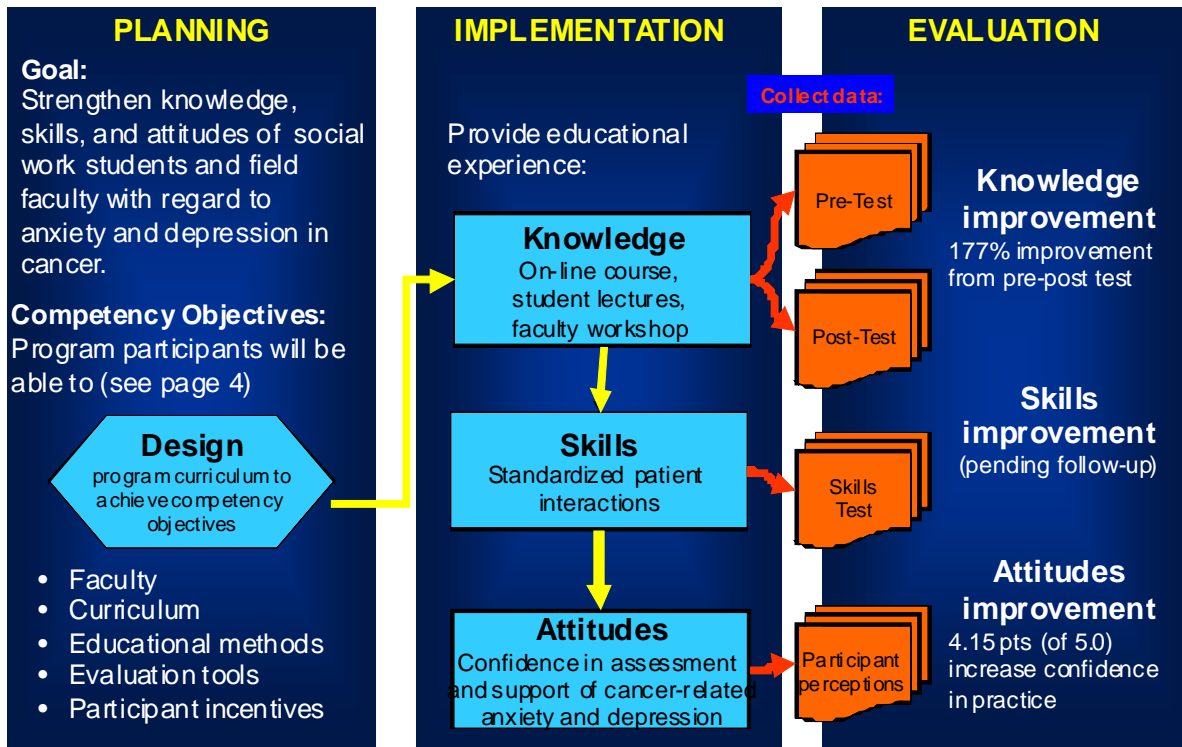 PLANNING
Goal:
Strengthen knowledge,
skills, and attitudes of social
work students and field
faculty with regard to
anxiety and depression in
cancer.
Competency Objectives:
Program participants will be
able to (see page 4)
Design
program curriculum to
achieve competency
objectives
• Faculty
• Curriculum
• Educational methods
• Evaluation tools
• Participant incentives
IMPLEMENTATION
Provide educational
experience:
Knowledge
On-line course,
student lectures,
faculty workshop
Skills
Standardized patient
interactions
Attitudes
Confidence in assessment
and support of cancer-related
anxiety and depression
EVALUATION
Collect data:
Pre-Test
Post-Test
Skills
Test
Participant
perceptions
Knowledge
improvement
177% improvement
from pre-post test
Skills
improvement
(pending follow-up)
Attitudes
improvement
4.15 pts (of 5.0)
increase confidence
in practice